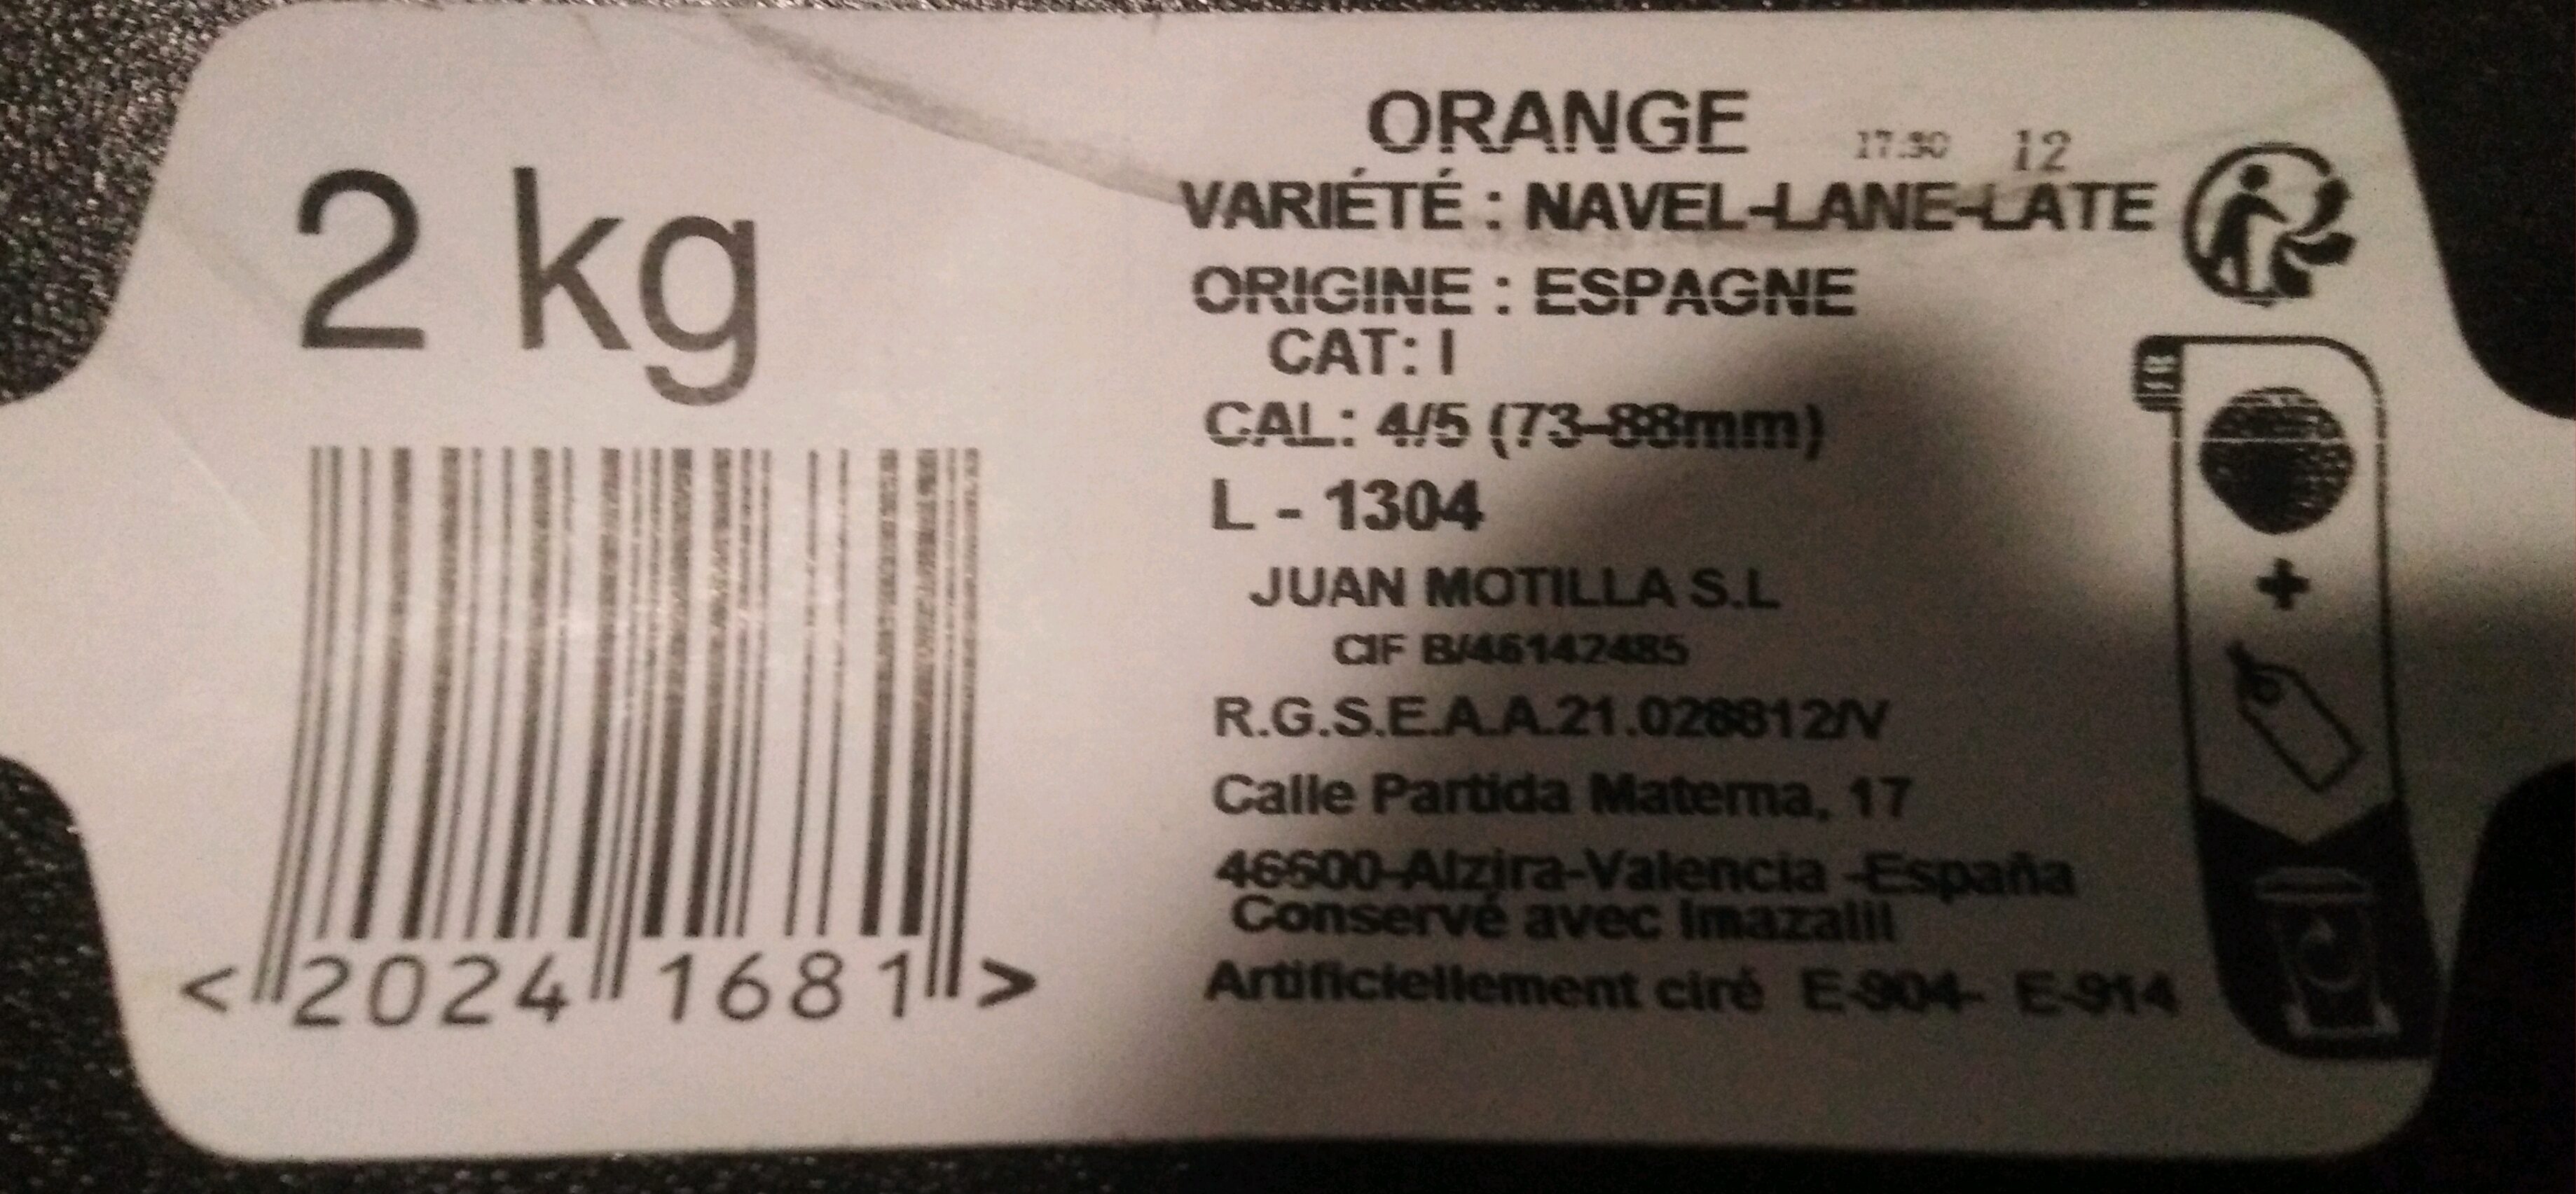 ORANGE
17:30 12
2 kg
VARIÉTÉ : NAVEL-LANE-LATE
ORIGINE : ESPAGNE
CAT: I
CAL: 4/5 (73-88mm)
L - 1304
JUAN MOTILLA S.L
CIF B/46142485
R.G.S.E.A.A.21.028812/V
Calle Partida Materna, 17
46600-Alzira-Valencia -España
Conservé avec Imazalil
Artificiellement ciré E-904- E-914
FR
<2024 1681>